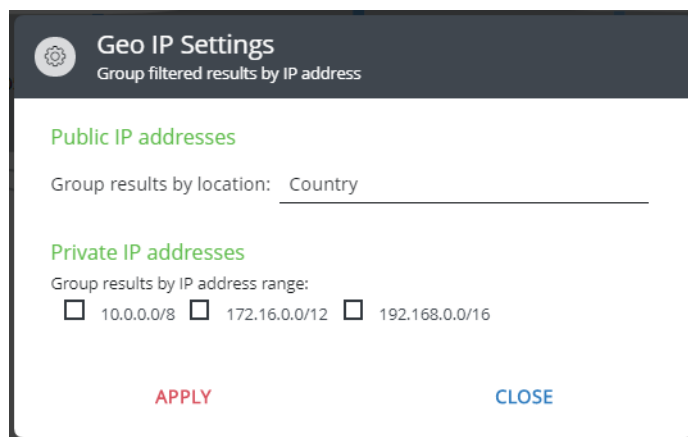 Geo IP Settings
Group filtered results by IP address
Public IP addresses
Group results by location: Country
Private IP addresses
Group results by IP address range:
10.0.0.0/8 172.16.0.0/12 192.168.0.0/16
APPLY CLOSE